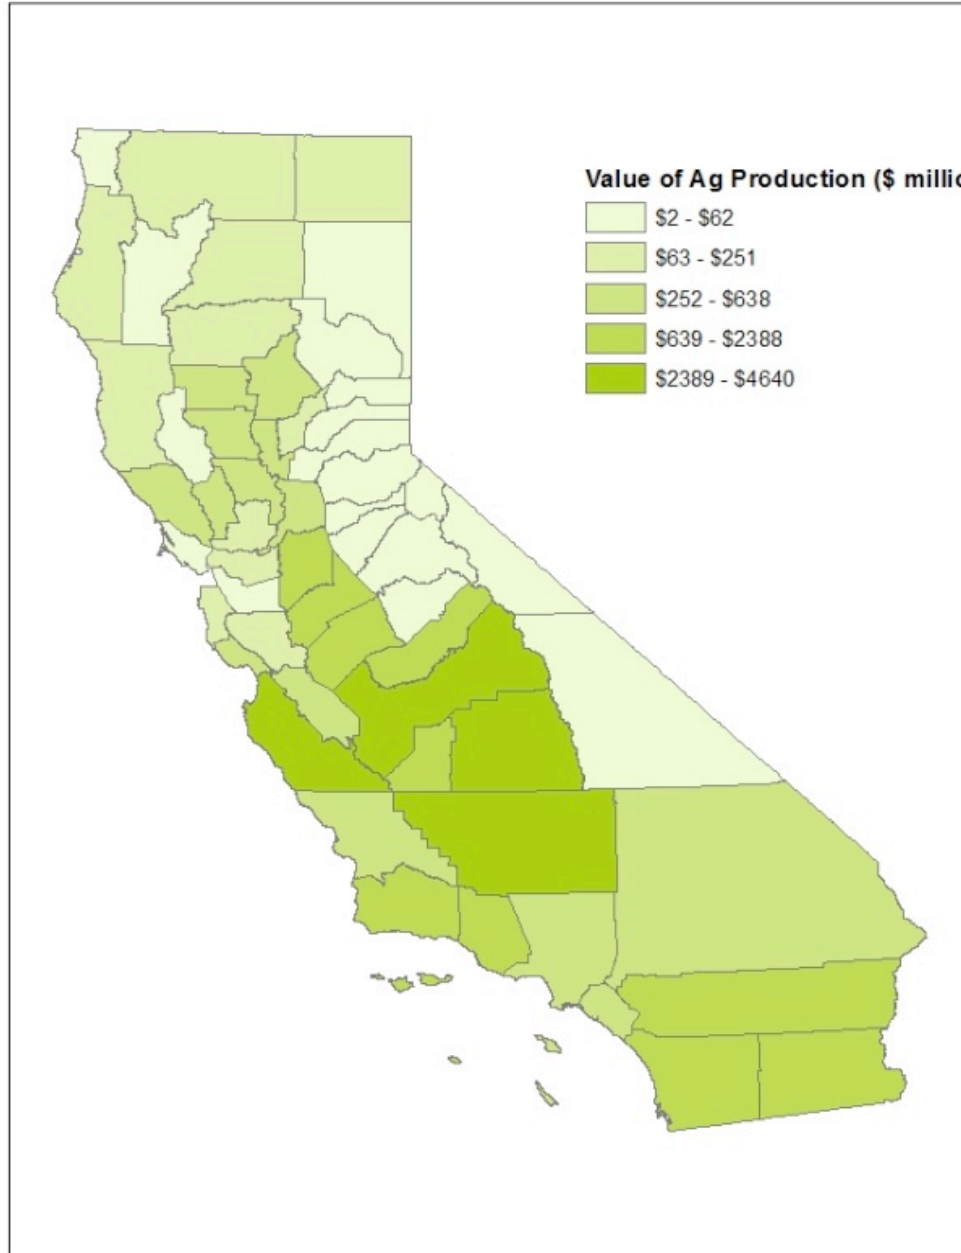 Value of Ag Production ($ millio
$2 - $62
$63 - $251
$252 - $638
$639 - $2388
$2389 - $4640